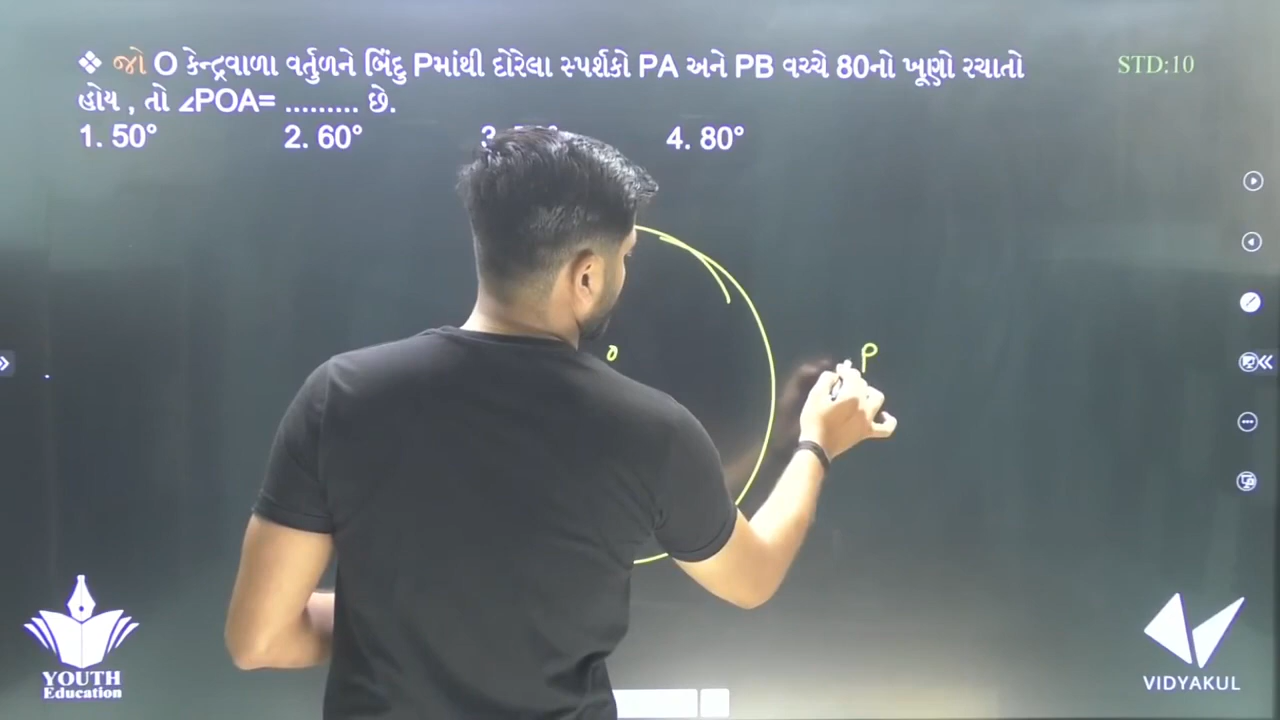 ❖ જો O કેન્દ્રવાળા વર્તુળને બિંદુ Pમાંથી દોરેલા સ્પર્શકો PA અને PB વચ્ચે 80નો ખૂણો રચાતો
હોય , તો ∠POA= ......... છે.
1. 50° 2. 60° 3. 4. 80°
STD:10
o
P
YOUTH
Education
VIDYAKUL